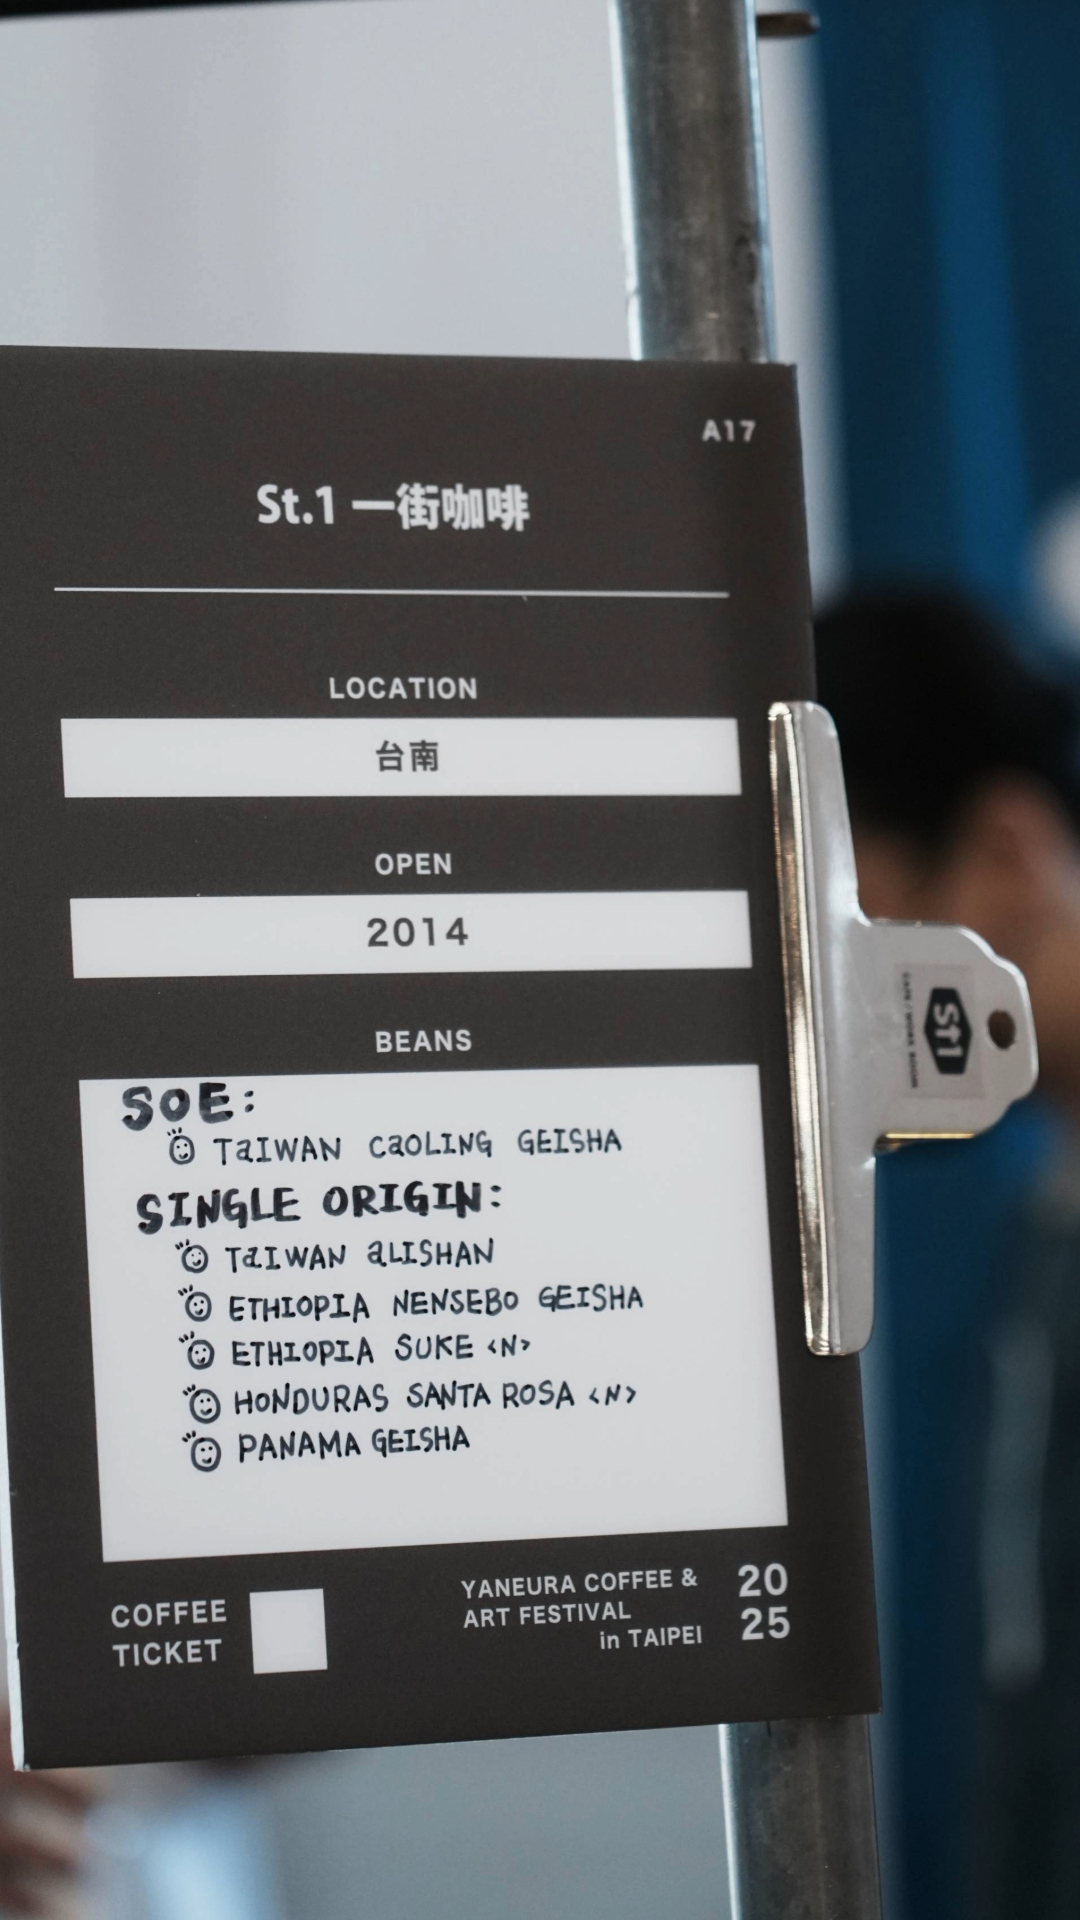 A17
St.1 一街咖啡
LOCATION
台南
OPEN
2014
BEANS
SOE:
TaIWAN CaOLING GEISHA
SINGLE ORIGIN:
TaIWAN aLISHAN
ETHIOPIA NENSEBO GEISHA
ETHIOPIA SUKE <N>
HONDURAS SANTA ROSA <N>
PANAMA GEISHA
COFFEE
TICKET
YANEURA COFFEE &
ART FESTIVAL
in TAIPEI
20
25
St1